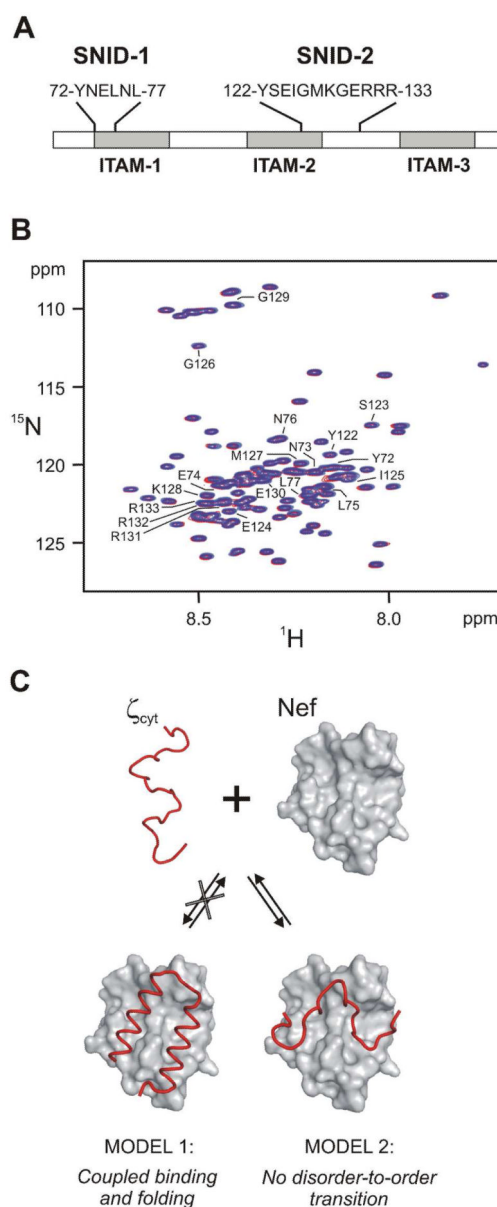 A
SNID-1 SNID-2
72-YNELNL-77 122-YSEIGMKGERRR-133
ITAM-1 ITAM-2 ITAM-3
B
ppm
110
115
120
125
15N
G129
G126
S123
N76
N73
Y122
M127
Y72
E74
L77
I125
K128
E130
L75
R133
R132
E124
R131
8.5 8.0
1H ppm
C
ζcyt Nef
+
MODEL 1: MODEL 2:
Coupled binding No disorder-to-order
and folding transition